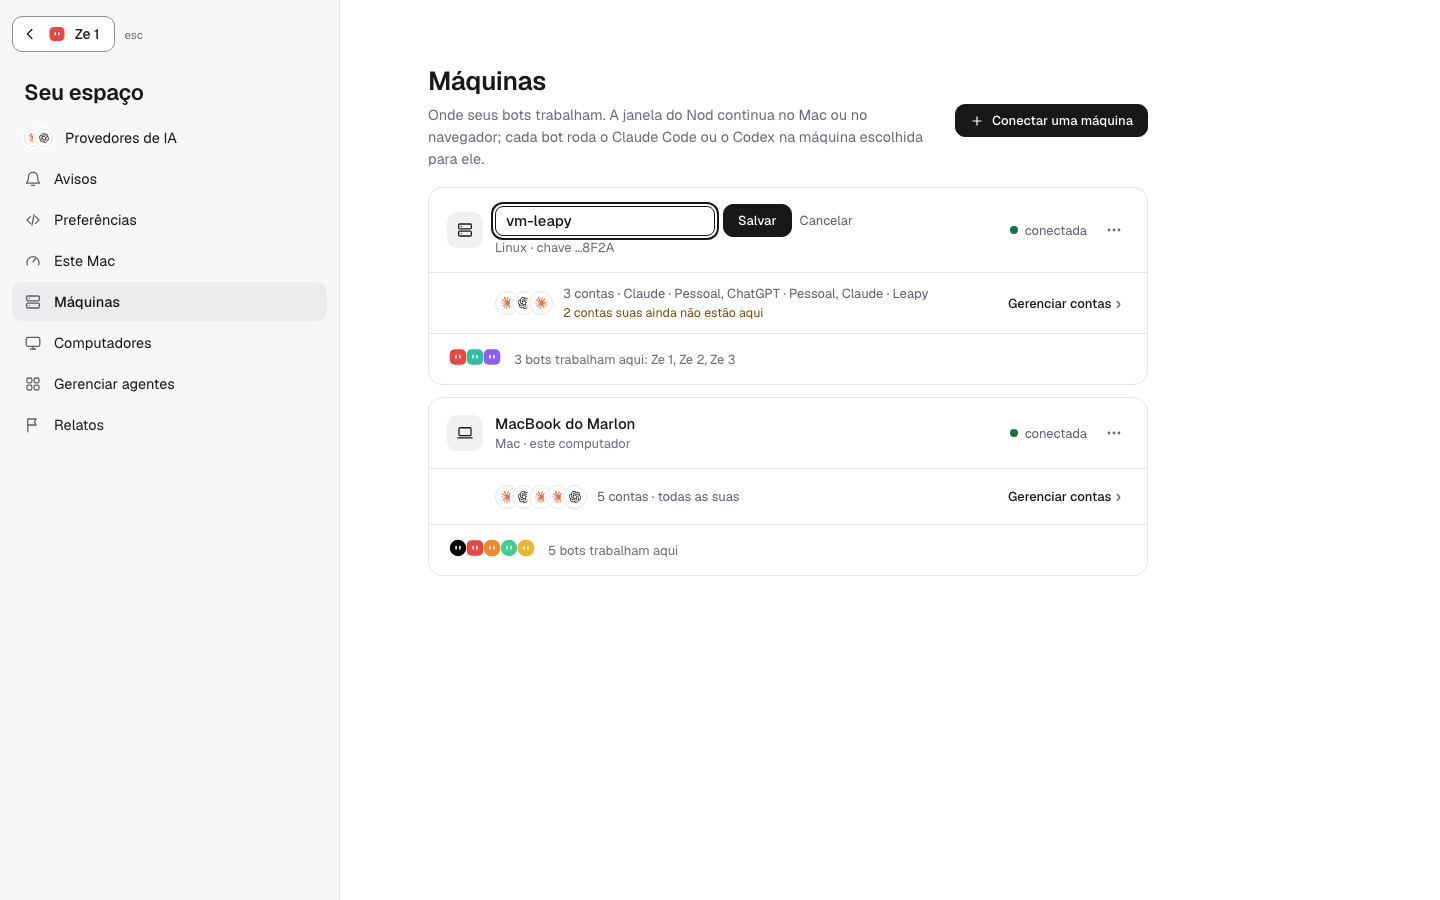 Ze 1
esc
Seu espaço
Provedores de IA
Avisos
Preferências
Este Mac
Máquinas
Computadores
Gerenciar agentes
Relatos
Máquinas
Onde seus bots trabalham. A janela do Nod continua no Mac ou no
navegador; cada bot roda o Claude Code ou o Codex na máquina escolhida
para ele.
Conectar uma máquina
vm-leapy
Salvar
Cancelar
Linux · chave …8F2A
conectada
3 contas · Claude · Pessoal, ChatGPT · Pessoal, Claude · Leapy
2 contas suas ainda não estão aqui
Gerenciar contas ›
3 bots trabalham aqui: Ze 1, Ze 2, Ze 3
MacBook do Marlon
Mac · este computador
conectada
5 contas · todas as suas
Gerenciar contas ›
5 bots trabalham aqui